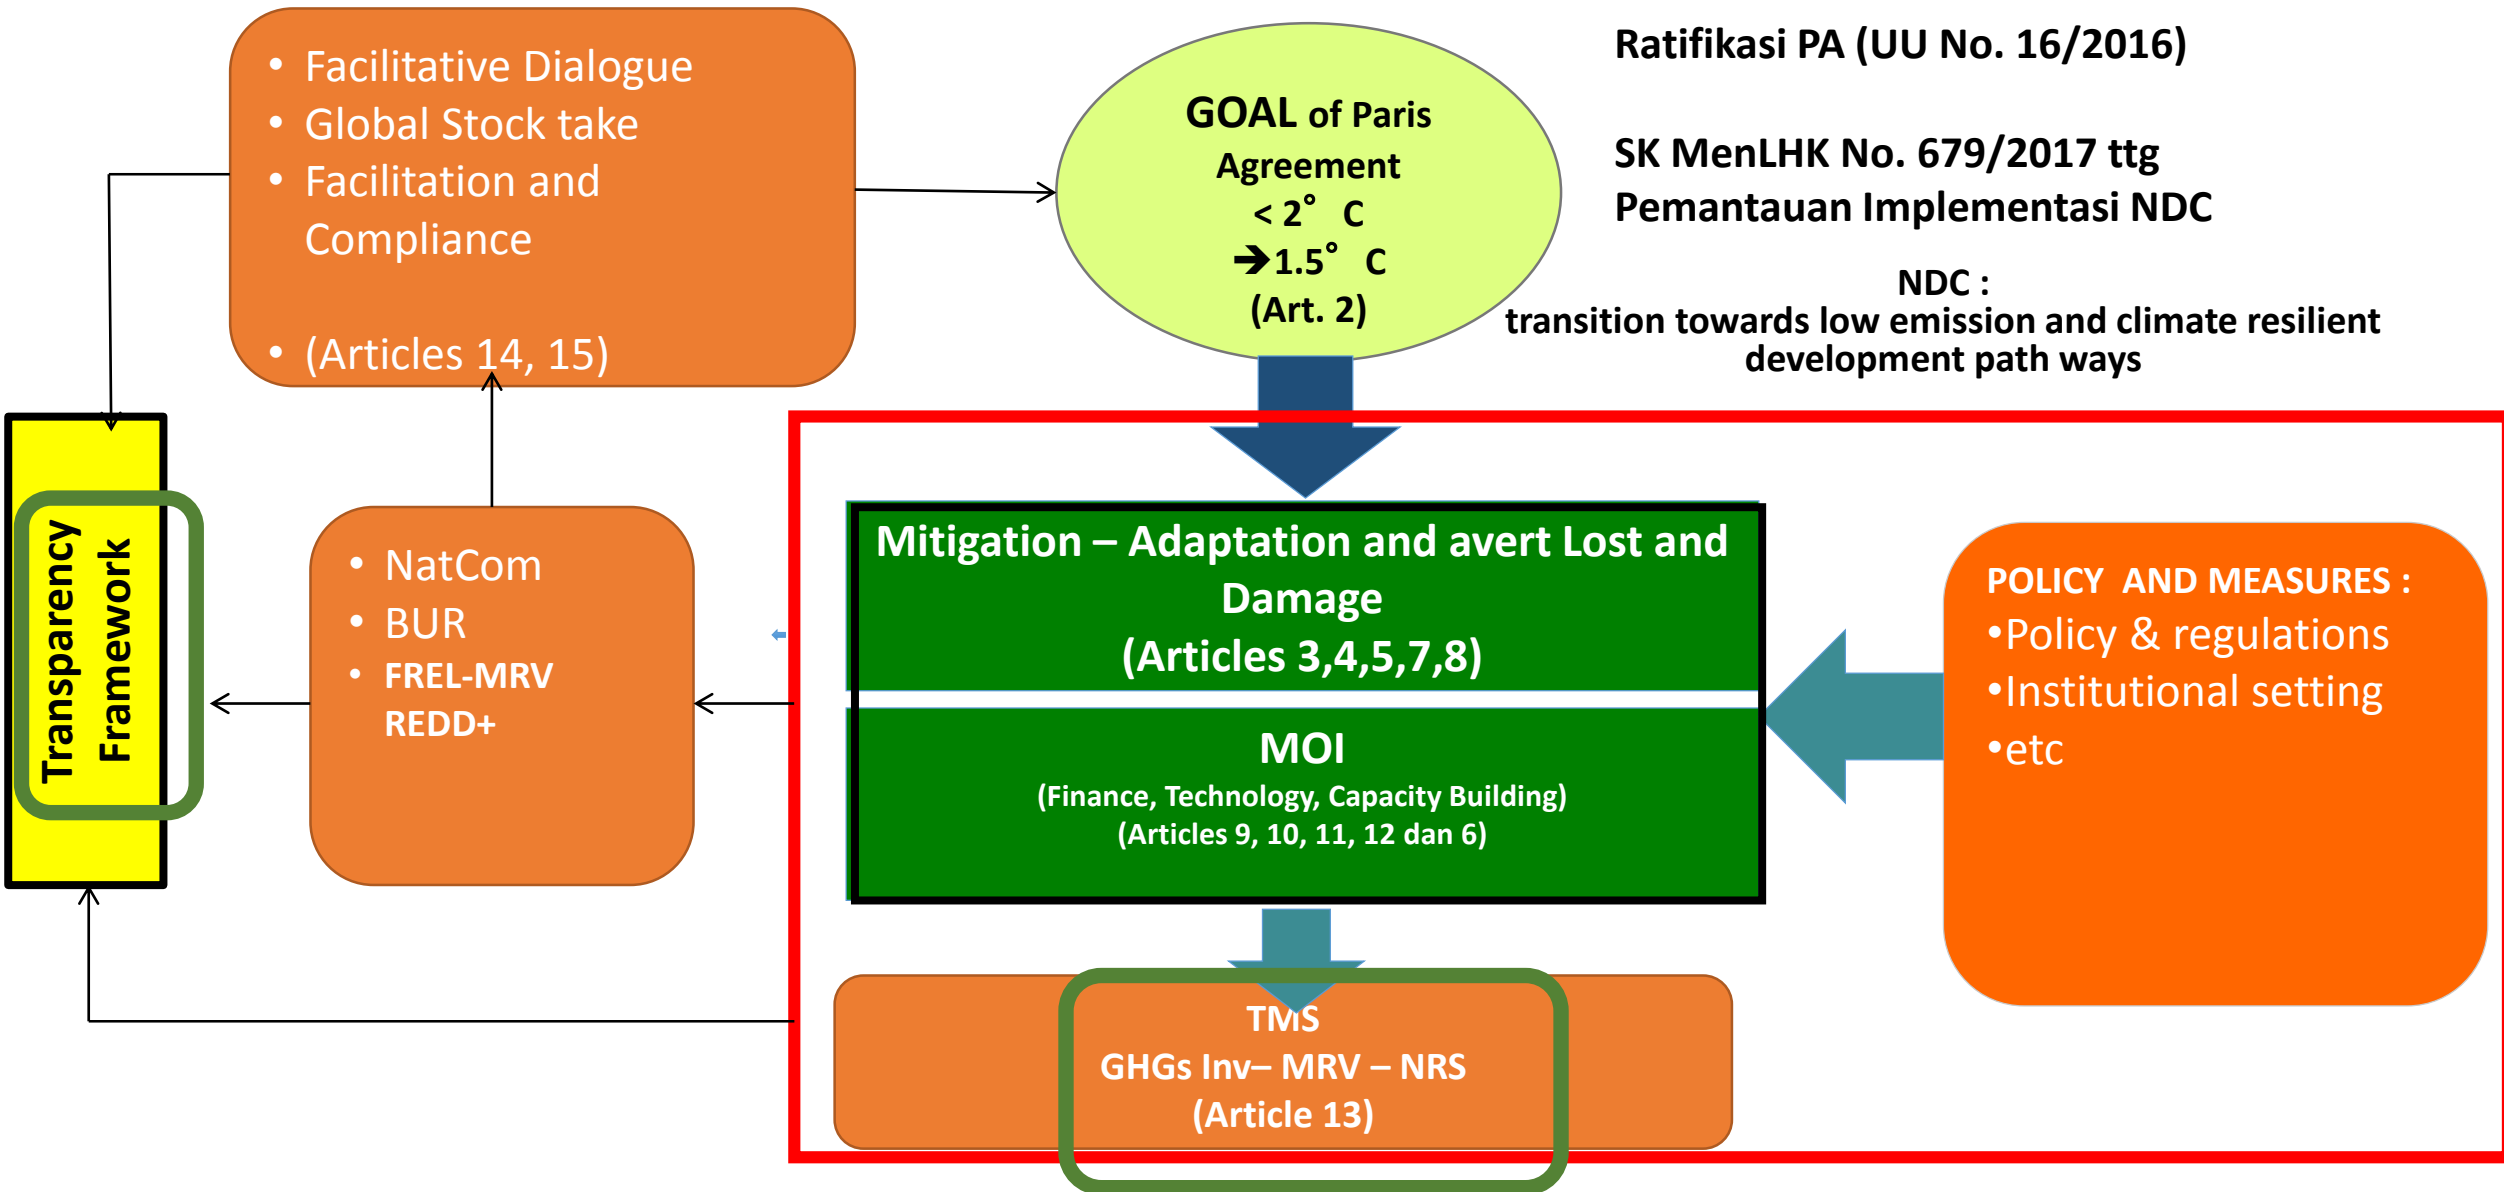 • Facilitative Dialogue
• Global Stock take
• Facilitation and
Compliance
• (Articles 14, 15)
GOAL of Paris
Agreement
< 2° C
➔1.5° C
(Art. 2)
Ratifikasi PA (UU No. 16/2016)
SK MenLHK No. 679/2017 ttg
Pemantauan Implementasi NDC
NDC :
transition towards low emission and climate resilient
development path ways
Transparency
Framework
• NatCom
• BUR
• FREL-MRV
REDD+
Mitigation – Adaptation and avert Lost and
Damage
(Articles 3,4,5,7,8)
MOI
(Finance, Technology, Capacity Building)
(Articles 9, 10, 11, 12 dan 6)
POLICY AND MEASURES :
•Policy & regulations
•Institutional setting
•etc
TMS
GHGs Inv– MRV – NRS
(Article 13)